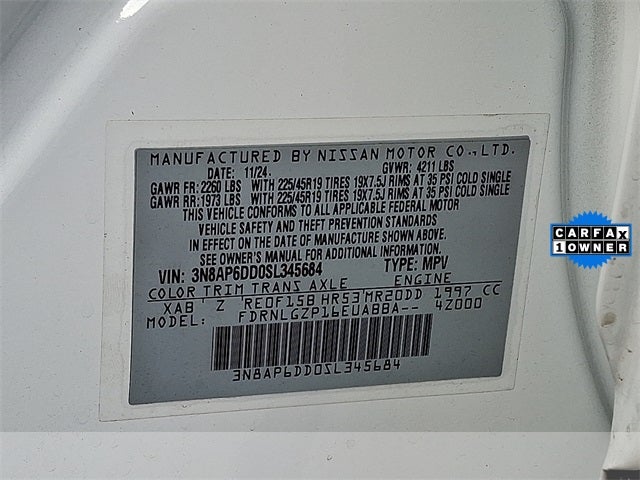 MANUFACTURED BY NISSAN MOTOR CO., LTD.
DATE: 11/24. GVWR: 4211 LBS
GAWR FR: 2260 LBS WITH 225/45R19 TIRES 19X7.5J RIMS AT 35 PSI COLD SINGLE
GAWR RR: 1973 LBS WITH 225/45R19 TIRES 19X7.5J RIMS AT 35 PSI COLD SINGLE
THIS VEHICLE CONFORMS TO ALL APPLICABLE FEDERAL MOTOR
VEHICLE SAFETY AND THEFT PREVENTION STANDARDS
IN EFFECT ON THE DATE OF MANUFACTURE SHOWN ABOVE.
SEE OWNER'S MANUAL FOR ADDITIONAL INFORMATION.
VIN: 3N8AP6DD0SL345684 TYPE: MPV
COLOR TRIM TRANS AXLE ENGINE
XAB' Z RE0F15B HR53 MR20DD 1997 CC
MODEL: FDRNLGZP16EUA8BA-- 4Z000
3N8AP6DD0SL345684
CARFAX
1 OWNER